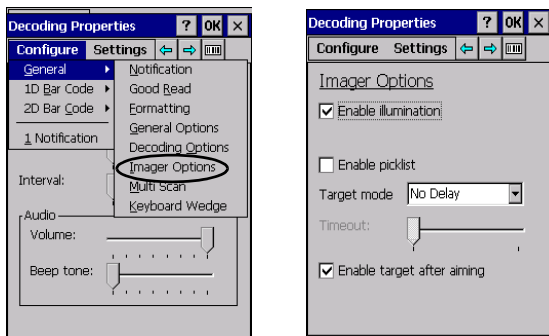 Decoding Properties ? OK ×
Configure Settings
General Notification
1D Bar Code Good Read
2D Bar Code Formatting
General Options
1 Notification Decoding Options
Imager Options
Interval: Multi Scan
Keyboard Wedge
Audio
Volume:
Beep tone:
Decoding Properties ? OK ×
Configure Settings
Imager Options
Enable illumination
Enable picklist
Target mode No Delay
Timeout:
Enable target after aiming